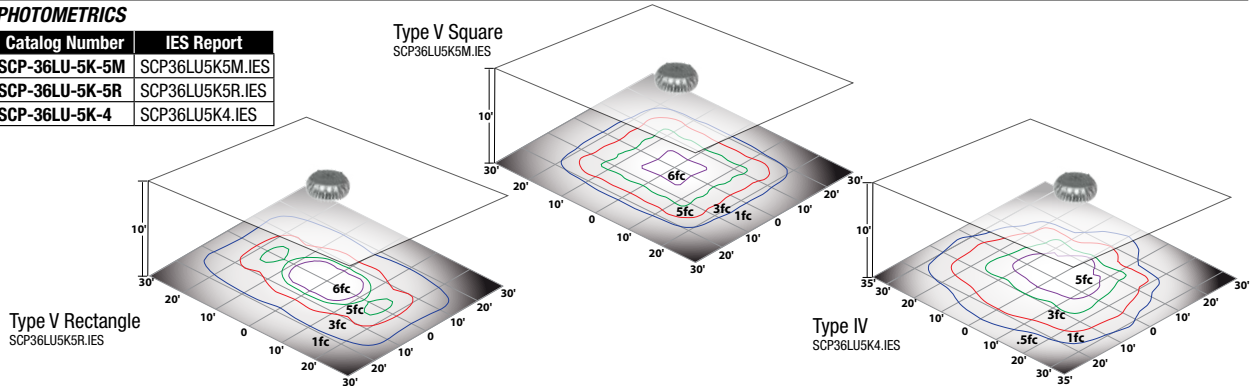 PHOTOMETRICS
Catalog Number IES Report
SCP-36LU-5K-5M SCP36LU5K5M.IES
SCP-36LU-5K-5R SCP36LU5K5R.IES
SCP-36LU-5K-4 SCP36LU5K4.IES
Type V Square
SCP36LU5K5M.IES
10'
30'
20'
10'
0
10'
20'
30'
20'
10'
0
10'
20'
30'
6fc
5fc
3fc
1fc
Type V Rectangle
SCP36LU5K5R.IES
10'
30'
20'
10'
0
10'
20'
30'
20'
10'
0
10'
20'
30'
6fc
5fc
3fc
1fc
Type IV
SCP36LU5K4.IES
10'
35'
30'
20'
10'
0
10'
20'
30'
35'
20'
10'
0
10'
20'
30'
5fc
3fc
1fc
.5fc